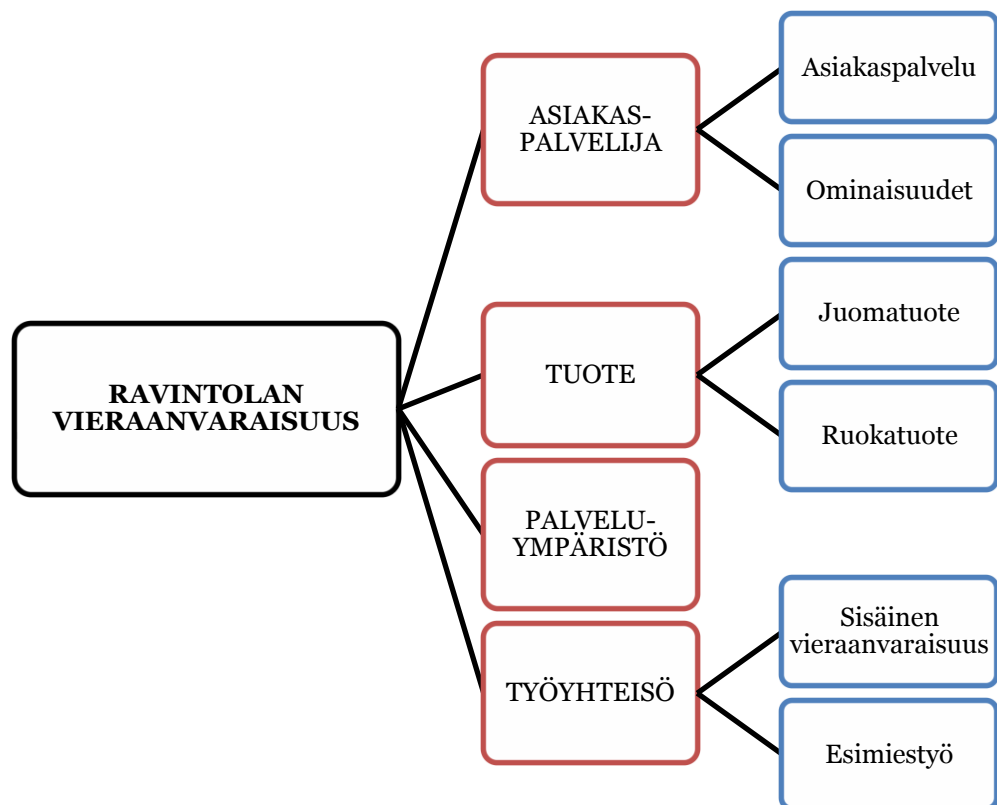 RAVINTOLAN
VIERAANVARAISUUS
ASIAKAS-
PALVELIJA
Asiakaspalvelu
Ominaisuudet
TUOTE
Juomatuote
Ruokatuote
PALVELU-
YMPÄRISTÖ
TYÖYHTEISÖ
Sisäinen
vieraanvaraisuus
Esimiestyö